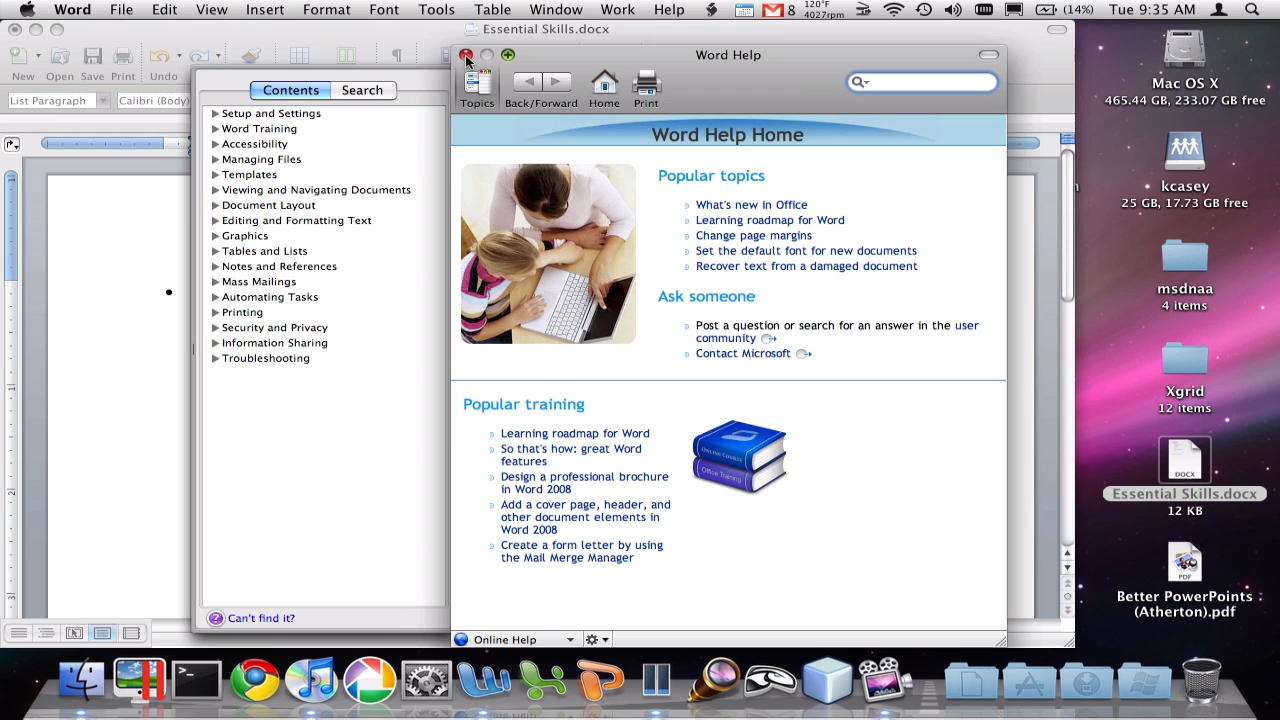 Word File Edit View Insert Format Font Tools Table Window Work Help 8 120°F 4027rpm (14%) Tue 9:35 AM
Essential Skills.docx
Word Help
New Open Save Print Undo
List Paragraph Calibri (Body)
Contents Search
Topics Back/Forward Home Print
Setup and Settings
Word Training
Accessibility
Managing Files
Templates
Viewing and Navigating Documents
Document Layout
Editing and Formatting Text
Graphics
Tables and Lists
Notes and References
Mass Mailings
Automating Tasks
Printing
Security and Privacy
Information Sharing
Troubleshooting
Can't find it?
Word Help Home
Popular topics
What's new in Office
Learning roadmap for Word
Change page margins
Set the default font for new documents
Recover text from a damaged document
Ask someone
Post a question or search for an answer in the user
community
Contact Microsoft
Popular training
Learning roadmap for Word
So that's how: great Word
features
Design a professional brochure
in Word 2008
Add a cover page, header, and
other document elements in
Word 2008
Create a form letter by using
the Mail Merge Manager
ONLINE COURSE
Office Training
Online Help
Mac OS X
465.44 GB, 233.07 GB free
kcasey
25 GB, 17.73 GB free
msdnaa
4 items
Xgrid
12 items
DOCX
Essential Skills.docx
12 KB
PDF
Better PowerPoints
(Atherton).pdf